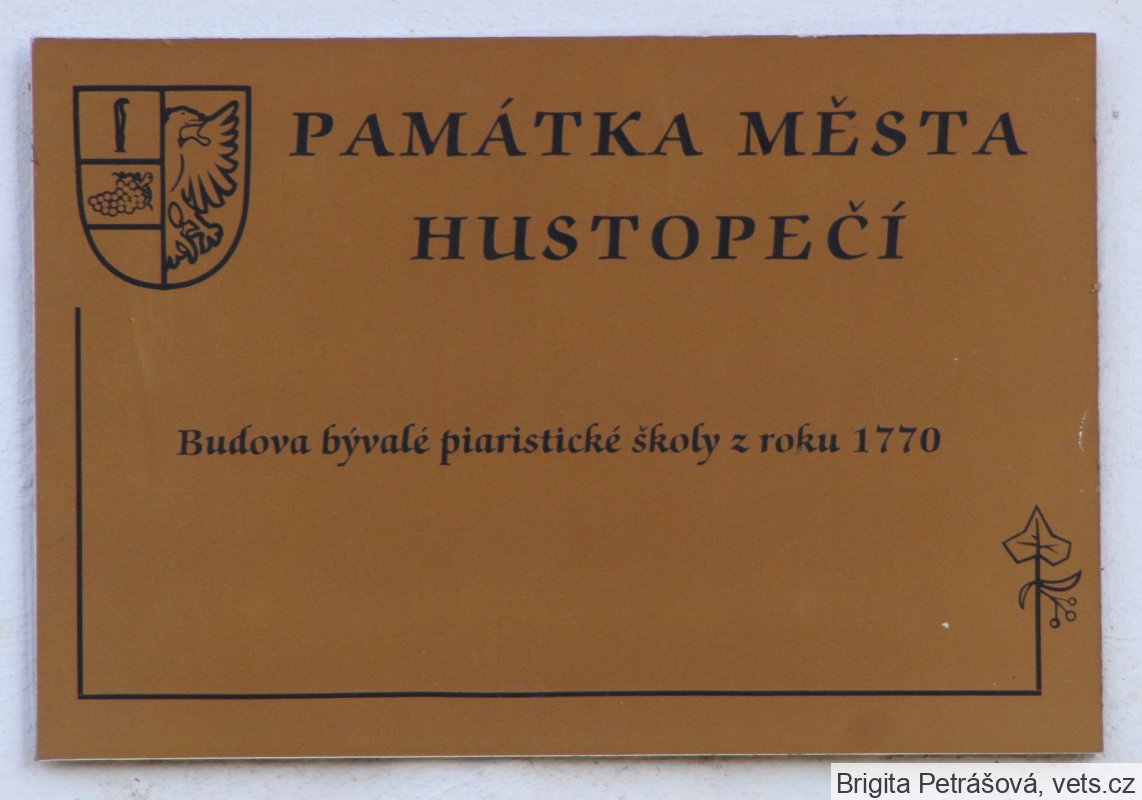 PAMÁTKA MĚSTA
HUSTOPEČÍ
Budova bývalé piaristické školy z roku 1770
Brigita Petrášová, vets.cz